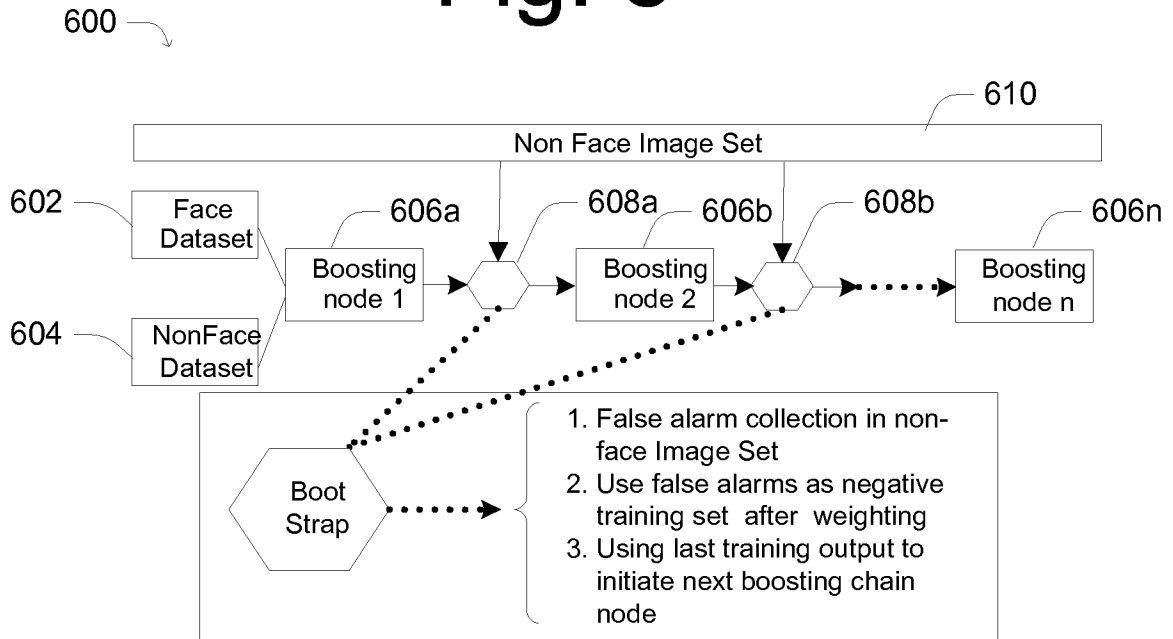 600
610
Non Face Image Set
602
606a
608a
606b
608b
606n
Face
Dataset
Boosting
node 1
Boosting
node 2
Boosting
node n
604
NonFace
Dataset
Boot
Strap
1. False alarm collection in non-
face Image Set
2. Use false alarms as negative
training set after weighting
3. Using last training output to
initiate next boosting chain
node